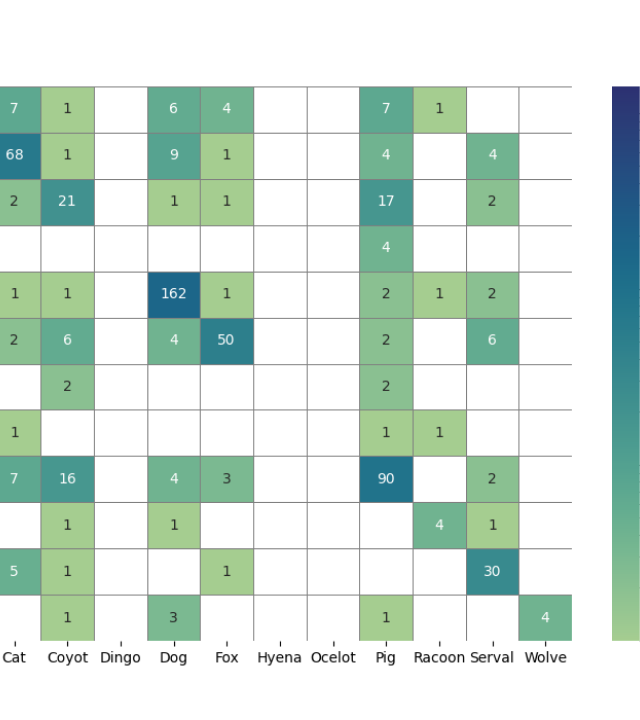 7 1 6 4 7 1
68 1 9 1 4 4
2 21 1 1 17 2
4
1 1 162 1 2 1 2
2 6 4 50 2 6
2 2
1 1 1
7 16 4 3 90 2
1 1 4 1
5 1 1 30
1 3 1 4
Cat Coyot Dingo Dog Fox Hyena Ocelot Pig Racoon Serval Wolve